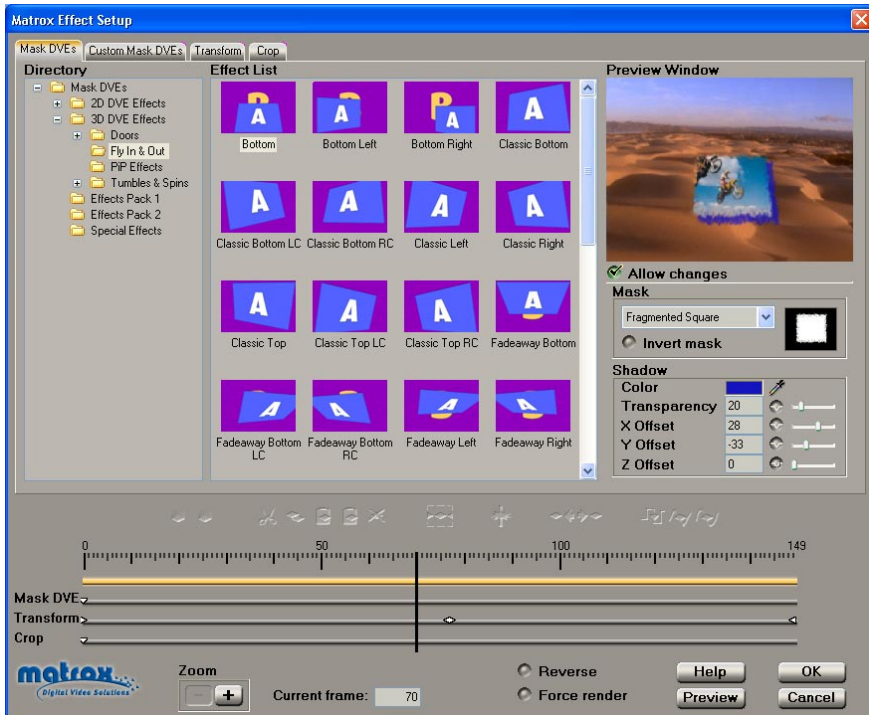 Matrox Effect Setup
Mask DVEs Custom Mask DVEs Transform Crop
Directory
Mask DVEs
2D DVE Effects
3D DVE Effects
Doors
Fly In & Out
PiP Effects
Tumbles & Spins
Effects Pack 1
Effects Pack 2
Special Effects
Effect List
Bottom
Bottom Left
Bottom Right
Classic Bottom
Classic Bottom LC
Classic Bottom RC
Classic Left
Classic Right
Classic Top
Classic Top LC
Classic Top RC
Fadeaway Bottom
Fadeaway Bottom LC
Fadeaway Bottom RC
Fadeaway Left
Fadeaway Right
Preview Window
Allow changes
Mask
Fragmented Square
Invert mask
Shadow
Color
Transparency 20
X Offset 28
Y Offset -33
Z Offset 0
0 50 100 149
Mask DVE
Transform
Crop
matrox
Digital Video Solutions
Zoom
Current frame: 70
Reverse
Force render
Help
OK
Preview
Cancel